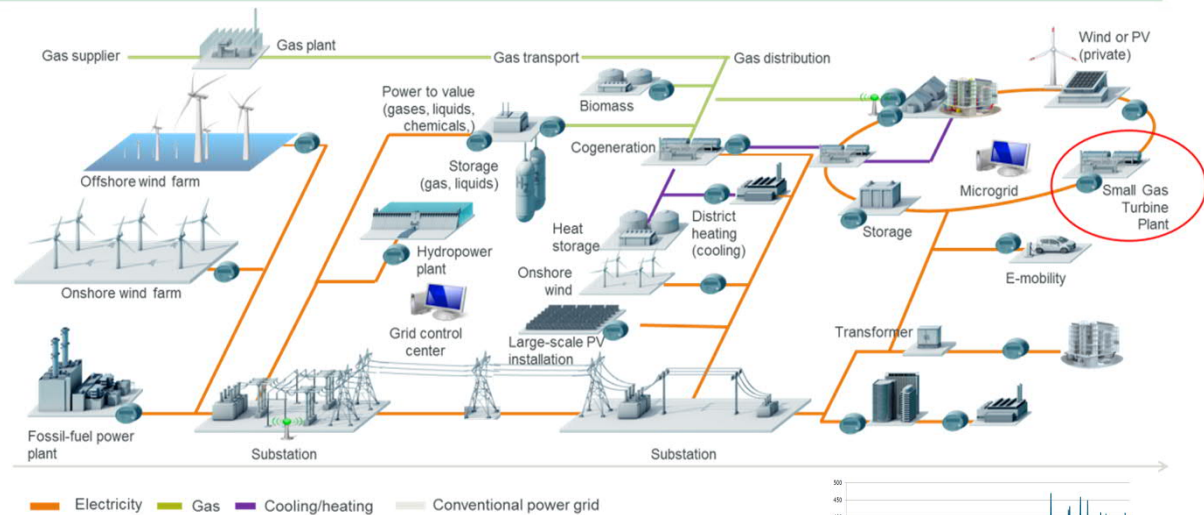 Gas supplier
Gas plant
Gas transport
Gas distribution
Wind or PV
(private)
Power to value
(gases, liquids,
chemicals,)
Biomass
Cogeneration
Offshore wind farm
Storage
(gas, liquids)
Microgrid
Small Gas
Turbine
Plant
Heat
storage
District
heating
(cooling)
Storage
Hydropower
plant
Onshore
wind
E-mobility
Onshore wind farm
Grid control
center
Large-scale PV
installation
Transformer
Fossil-fuel power
plant
Substation
Substation
Electricity
Gas
Cooling/heating
Conventional power grid
500
450